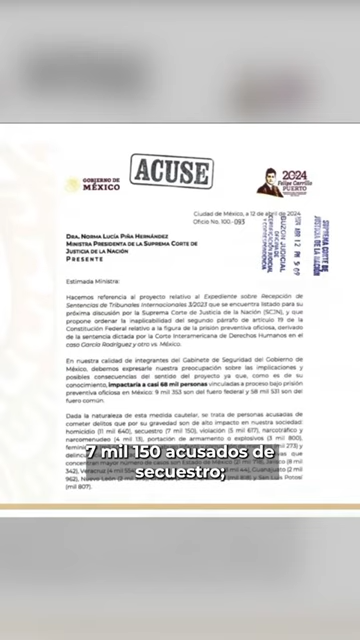 ACUSE
GOBIERNO DE
MÉXICO
2024
Felipe Carrillo
PUERTO
Ciudad de México, a 12 de abril de 2024
Oficio No. 100.-093
BUZÓN JUDICIAL
SUPREMA CORTE DE
JUSTICIA DE LA NACIÓN
DRA. NORMA LUCÍA PIÑA HERNÁNDEZ
MINISTRA PRESIDENTA DE LA SUPREMA CORTE DE
JUSTICIA DE LA NACIÓN
PRESENTE
Estimada Ministra:
Hacemos referencia al proyecto relativo al Expediente sobre Recepción de
Sentencias de Tribunales Internacionales 3/2023 que se encuentra listado para su
próxima discusión por la Suprema Corte de Justicia de la Nación (SCJN), y que
propone ordenar la inaplicabilidad del segundo párrafo de artículo 19 de la
Constitución Federal relativo a la figura de la prisión preventiva oficiosa, derivado
de la sentencia dictada por la Corte Interamericana de Derechos Humanos en el
caso García Rodríguez y otro vs. México.
En nuestra calidad de integrantes del Gabinete de Seguridad del Gobierno de
México, debemos expresarle nuestra preocupación sobre las implicaciones y
posibles consecuencias del sentido del proyecto ya que, como es de su
conocimiento, impactaría a casi 68 mil personas vinculadas a proceso bajo prisión
preventiva oficiosa en México: 9 mil 353 son del fuero federal y 58 mil 531 son del
fuero común.
Dada la naturaleza de esta medida cautelar, se trata de personas acusadas de
cometer delitos que por su gravedad son de alto impacto en nuestra sociedad:
homicidio (11 mil 640), secuestro (7 mil 150), violación (5 mil 617), narcotráfico y
narcomenudeo (4 mil 13), portación de armamento o explosivos (3 mil 800),
7 mil 150 acusados de
secuestro;